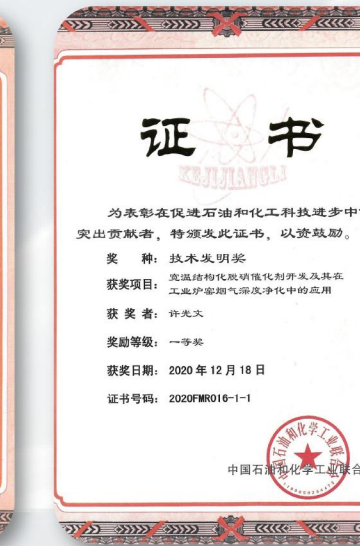 证 书
KEJIJIANGLI
为表彰在促进石油和化工科技进步中
突出贡献者，特颁发此证书，以资鼓励。
奖 种：技术发明奖
获奖项目：宽温结构化脱硝催化剂开发及其在
工业炉窑烟气深度净化中的应用
获 奖 者：许光文
奖励等级：一等奖
获奖日期：2020 年 12 月 18 日
证书号码：2020FMR016-1-1
中国石油和化学工业联合